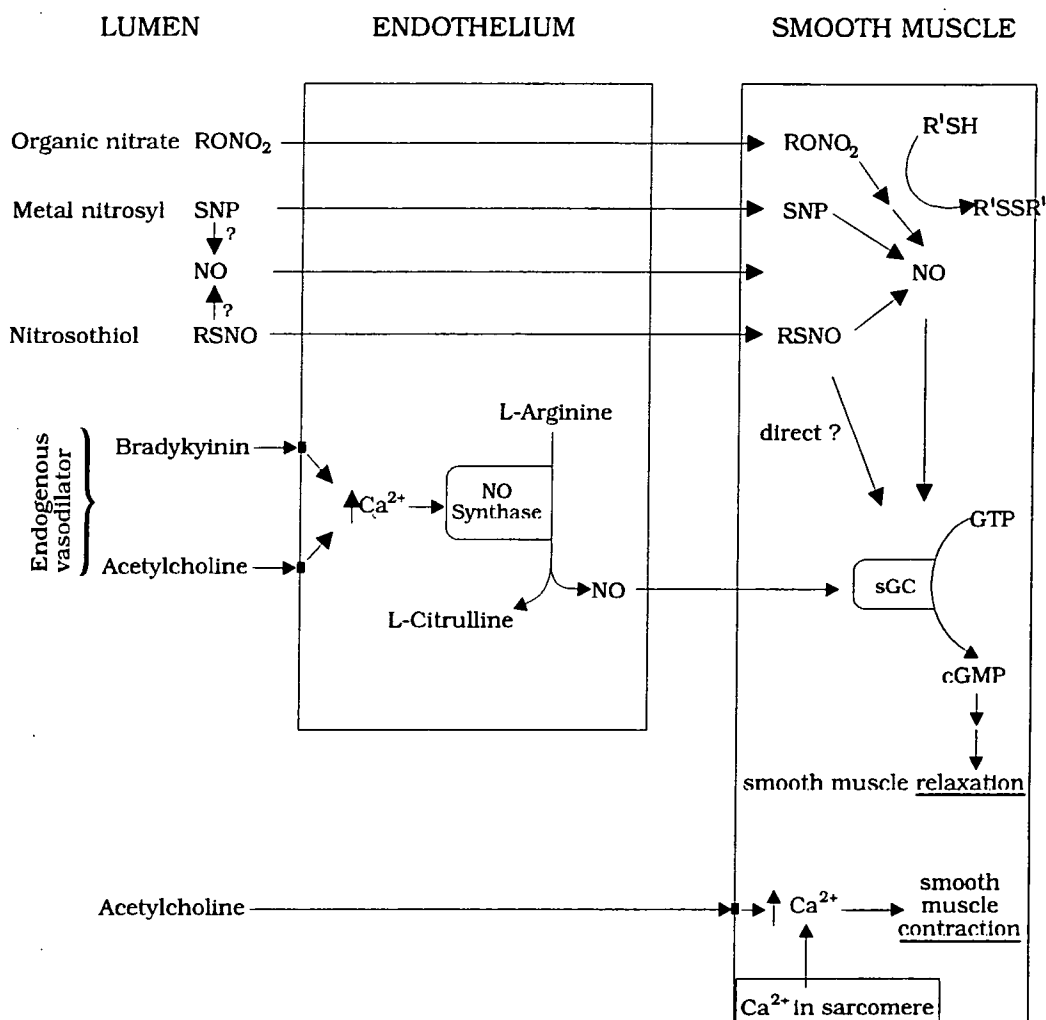 LUMEN ENDOTHELIUM SMOOTH MUSCLE
Organic nitrate RONO₂ RONO₂ R'SH
Metal nitrosyl SNP SNP R'SSR'
?
NO NO
?
Nitrosothiol RSNO RSNO
L-Arginine
direct ?
Endogenous
vasodilator
Bradykyinin
Ca²⁺
NO
Synthase
GTP
Acetylcholine
NO
sGC
L-Citrulline
cGMP
smooth muscle relaxation
smooth
muscle
contraction
Acetylcholine
Ca²⁺
Ca²⁺ in sarcomere